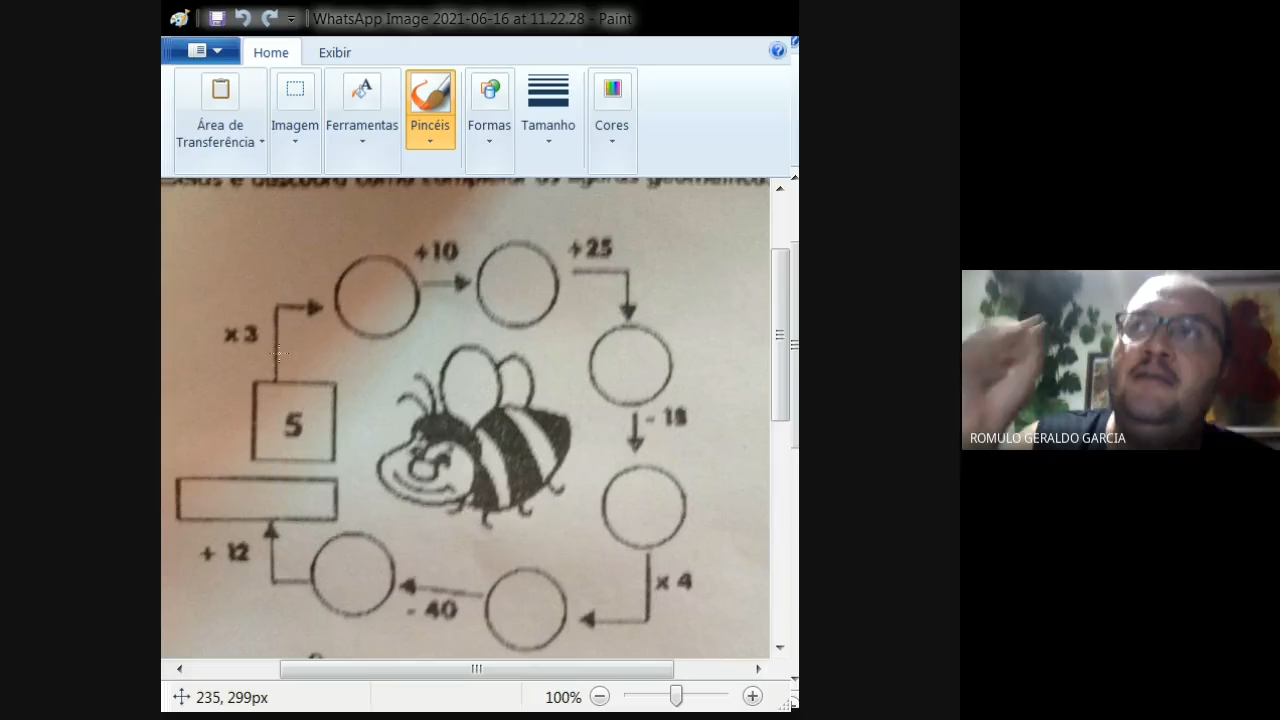 WhatsApp Image 2021-06-16 at 11.22.28 - Paint
Home
Exibir
Área de
Transferência
Imagem
Ferramentas
Pincéis
Formas
Tamanho
Cores
+10
+25
x 3
5
- 18
+ 12
x 4
- 40
ROMULO GERALDO GARCIA
235, 299px
100%